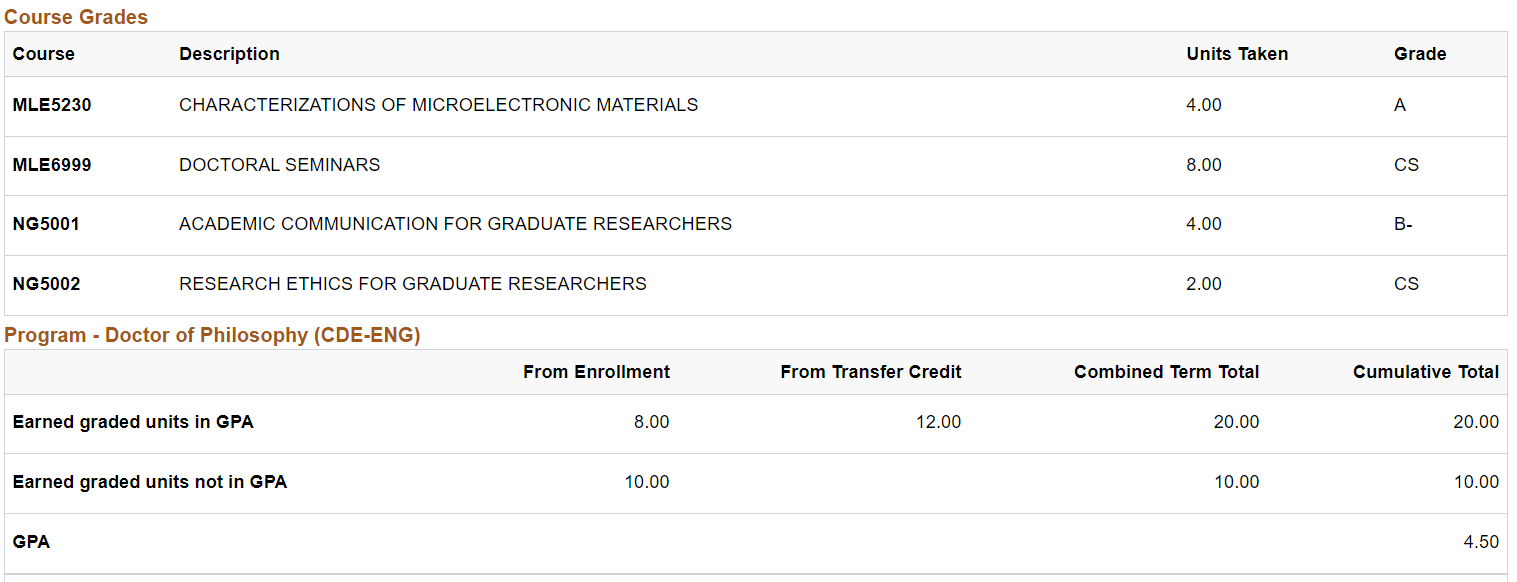 Course Grades
Course Description Units Taken Grade
MLE5230 CHARACTERIZATIONS OF MICROELECTRONIC MATERIALS 4.00 A
MLE6999 DOCTORAL SEMINARS 8.00 CS
NG5001 ACADEMIC COMMUNICATION FOR GRADUATE RESEARCHERS 4.00 B-
NG5002 RESEARCH ETHICS FOR GRADUATE RESEARCHERS 2.00 CS
Program - Doctor of Philosophy (CDE-ENG)
From Enrollment From Transfer Credit Combined Term Total Cumulative Total
Earned graded units in GPA 8.00 12.00 20.00 20.00
Earned graded units not in GPA 10.00 10.00 10.00
GPA 4.50